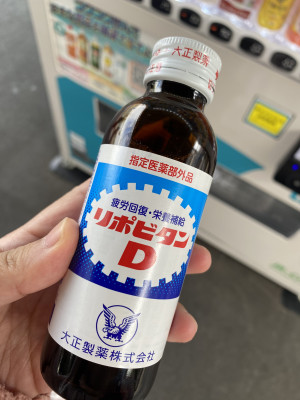 大正製薬
指定医薬部外品
疲労回復・栄養補給
リポビタン
D
大正製薬株式会社